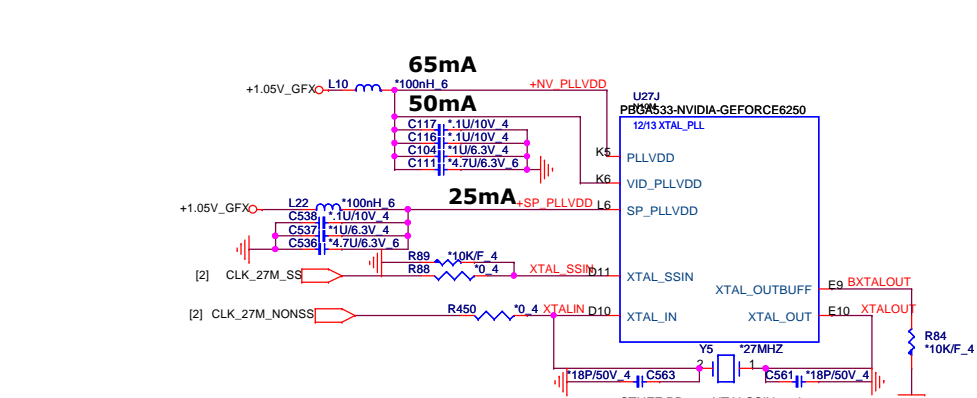 65mA
+1.05V_GFX L10 *100nH_6 +NV_PLLVDD
U27J
50mA
PBGA533-NVIDIA-GEFORCE6250
C117 *.1U/10V_4
12/13 XTAL_PLL
C116 *.1U/10V_4
C104 *1U/6.3V_4
K5 PLLVDD
C111 *4.7U/6.3V_6
K6 VID_PLLVDD
25mA
+1.05V_GFX L22 *100nH_6 +SP_PLLVDD L6 SP_PLLVDD
C538 *.1U/10V_4
C537 *1U/6.3V_4
C536 *4.7U/6.3V_6
R89 *10K/F_4
[2] CLK_27M_SS R88 *0_4 XTAL_SSIN D11 XTAL_SSIN
XTAL_OUTBUFF E9 BXTALOUT
[2] CLK_27M_NONSS R450 *0_4 XTALIN D10 XTAL_IN XTAL_OUT E10 XTALOUT
R84
*10K/F_4
Y5 *27MHZ
2 1
*18P/50V_4 C563 C561 *18P/50V_4